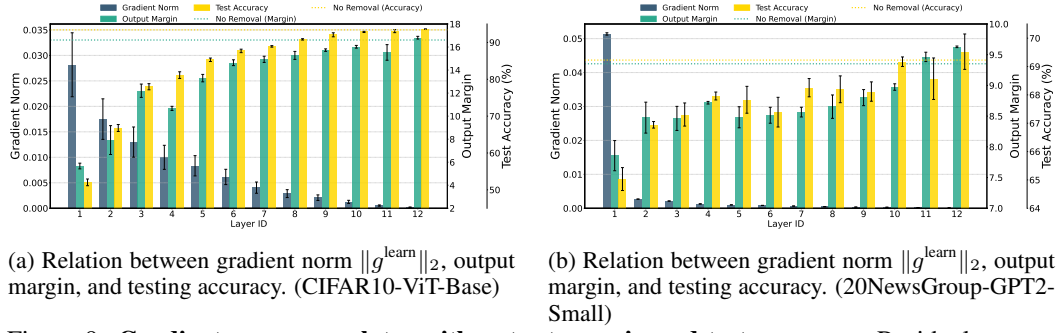 Gradient Norm
Output Margin
Test Accuracy
No Removal (Margin)
No Removal (Accuracy)
0.035
0.030
0.025
0.020
0.015
0.010
0.005
0.000
Gradient Norm
1 2 3 4 5 6 7 8 9 10 11 12
Layer ID
18
16
14
12
10
8
6
4
2
Output Margin
90
80
70
60
50
Test Accuracy (%)
Gradient Norm
Output Margin
Test Accuracy
No Removal (Margin)
No Removal (Accuracy)
0.05
0.04
0.03
0.02
0.01
0.00
Gradient Norm
1 2 3 4 5 6 7 8 9 10 11 12
Layer ID
10.0
9.5
9.0
8.5
8.0
7.5
7.0
Output Margin
70
69
68
67
66
65
64
Test Accuracy (%)
(a) Relation between gradient norm ∥g^learn∥₂, output
margin, and testing accuracy. (CIFAR10-ViT-Base)
(b) Relation between gradient norm ∥g^learn∥₂, output
margin, and testing accuracy. (20NewsGroup-GPT2-
Small)